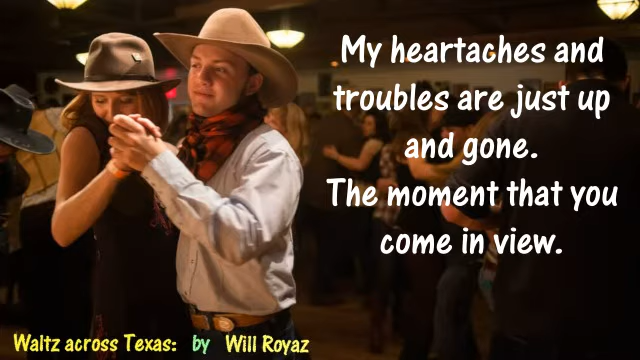 My heartaches and
troubles are just up
and gone.
The moment that you
come in view.
Waltz across Texas: by Will Royaz